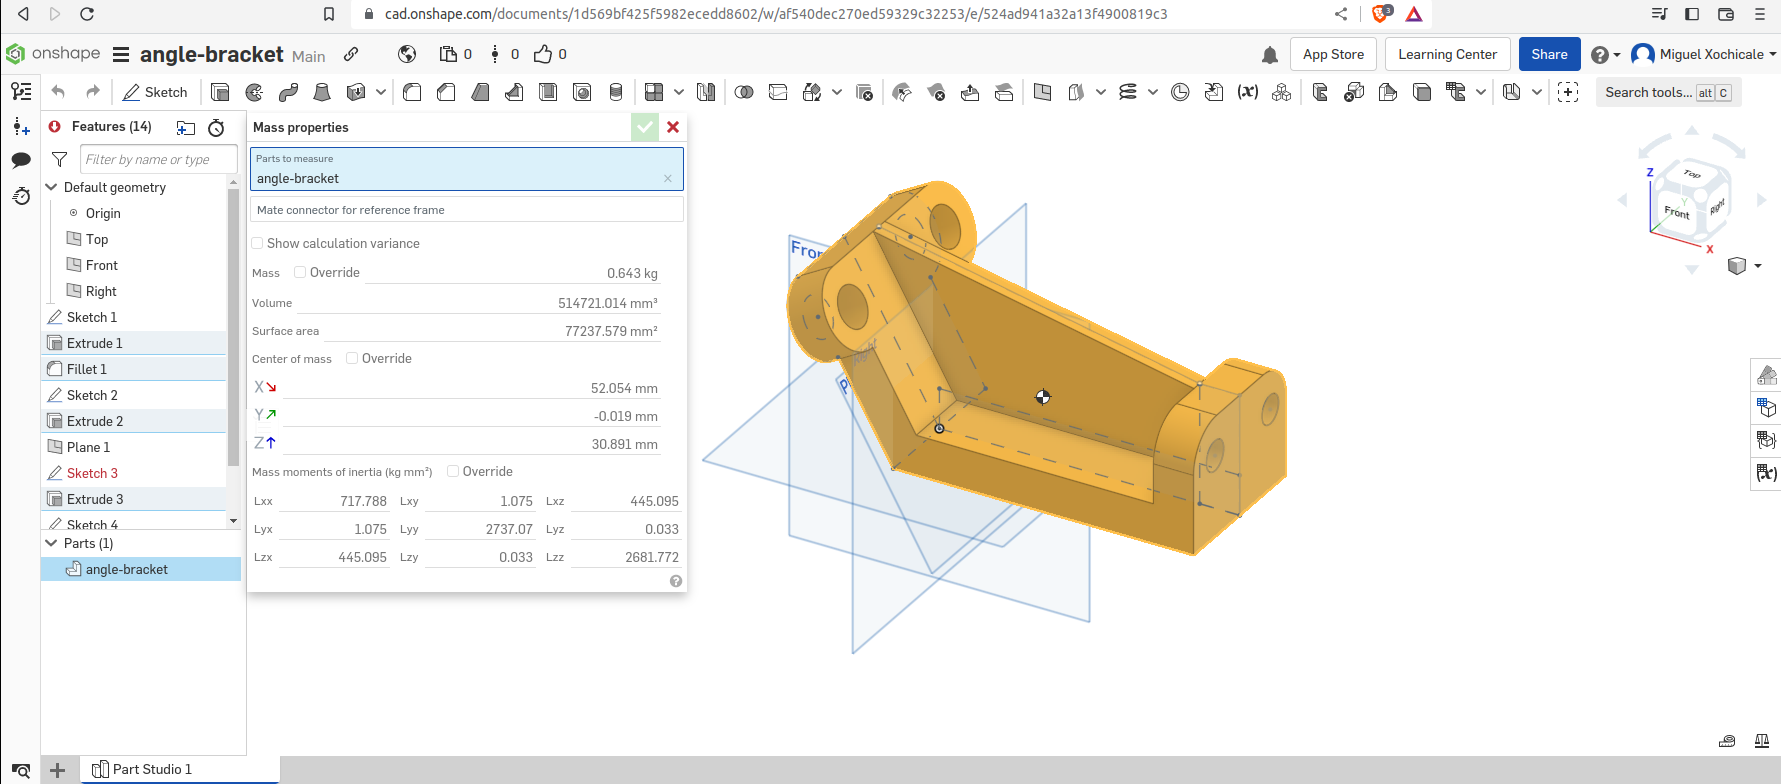 cad.onshape.com/documents/1d569bf425f5982ecedd8602/w/af540dec270ed59329c32253/e/524ad941a32a13f4900819c3
3
onshape
angle-bracket Main
0
0
0
App Store
Learning Center
Share
Miguel Xochicale
Sketch
Search tools... alt C
Features (14)
Filter by name or type
Default geometry
Origin
Top
Front
Right
Sketch 1
Extrude 1
Fillet 1
Sketch 2
Extrude 2
Plane 1
Sketch 3
Extrude 3
Sketch 4
Parts (1)
angle-bracket
Mass properties
Parts to measure
angle-bracket
Mate connector for reference frame
Show calculation variance
Mass Override 0.643 kg
Volume 514721.014 mm³
Surface area 77237.579 mm²
Center of mass Override
X 52.054 mm
Y -0.019 mm
Z 30.891 mm
Mass moments of inertia (kg mm²) Override
Lxx 717.788 Lxy 1.075 Lxz 445.095
Lyx 1.075 Lyy 2737.07 Lyz 0.033
Lzx 445.095 Lzy 0.033 Lzz 2681.772
Fron
Right
P
Z
Top
Y
Front
Right
X
(x)
(x)
Part Studio 1